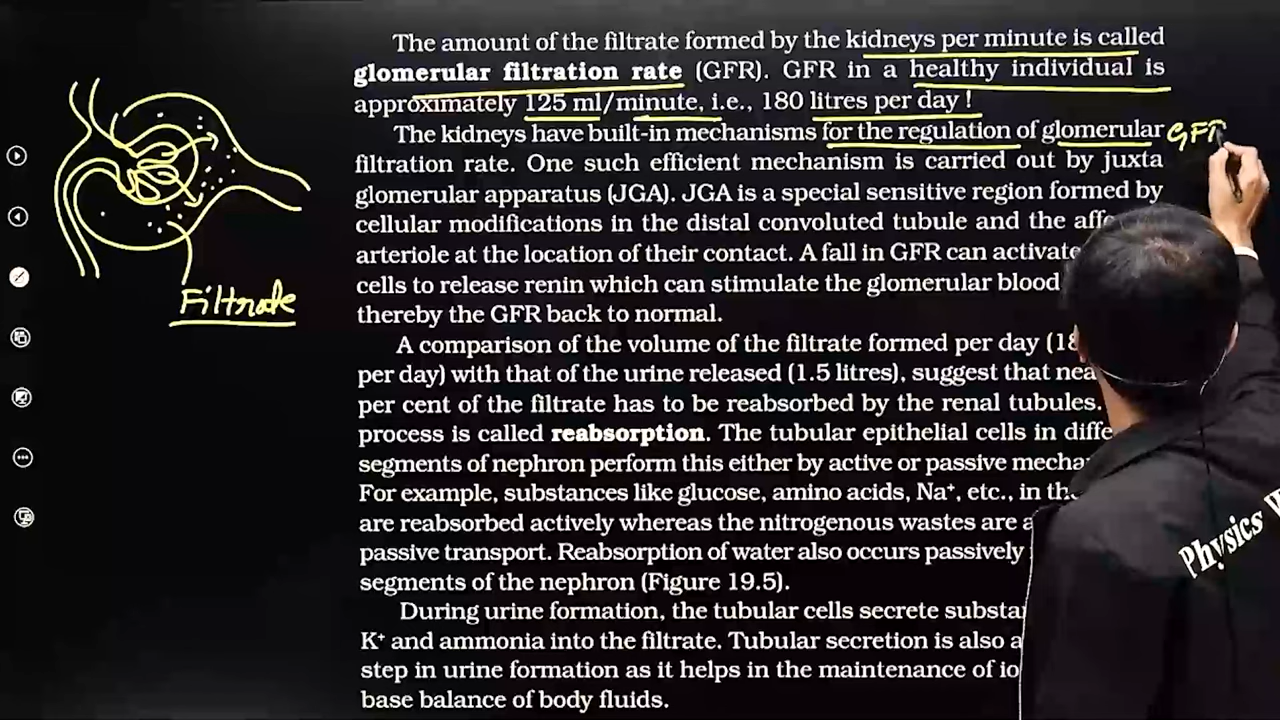 The amount of the filtrate formed by the kidneys per minute is called
glomerular filtration rate (GFR). GFR in a healthy individual is
approximately 125 ml/minute, i.e., 180 litres per day !
The kidneys have built-in mechanisms for the regulation of glomerular GFR
filtration rate. One such efficient mechanism is carried out by juxta
glomerular apparatus (JGA). JGA is a special sensitive region formed by
cellular modifications in the distal convoluted tubule and the
arteriole at the location of their contact. A fall in GFR can activate
cells to release renin which can stimulate the glomerular blood
thereby the GFR back to normal.
Filtrate
A comparison of the volume of the filtrate formed per day
per day) with that of the urine released (1.5 litres), suggest that
per cent of the filtrate has to be reabsorbed by the renal tubules.
process is called reabsorption. The tubular epithelial cells in
segments of nephron perform this either by active or passive
For example, substances like glucose, amino acids, Na⁺, etc., in
are reabsorbed actively whereas the nitrogenous wastes are
passive transport. Reabsorption of water also occurs passively
segments of the nephron (Figure 19.5).
During urine formation, the tubular cells secrete
K⁺ and ammonia into the filtrate. Tubular secretion is also a
step in urine formation as it helps in the maintenance of
base balance of body fluids.
Physics